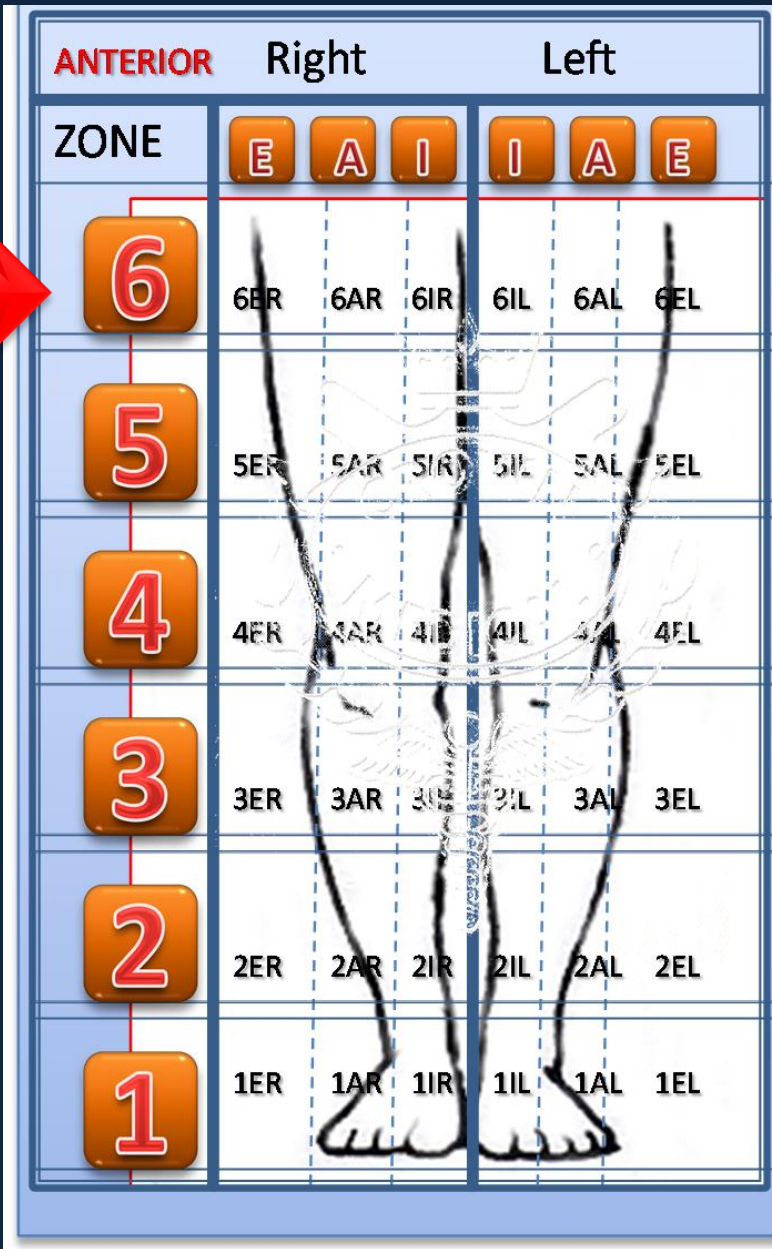 ANTERIOR Right Left
ZONE E A I I A E
6 6ER 6AR 6IR 6IL 6AL 6EL
5 5ER 5AR 5IR 5IL 5AL 5EL
4 4ER 4AR 4IL 4AL 4EL
3 3ER 3AR 3IL 3AL 3EL
2 2ER 2AR 2IR 2IL 2AL 2EL
1 1ER 1AR 1IR 1IL 1AL 1EL